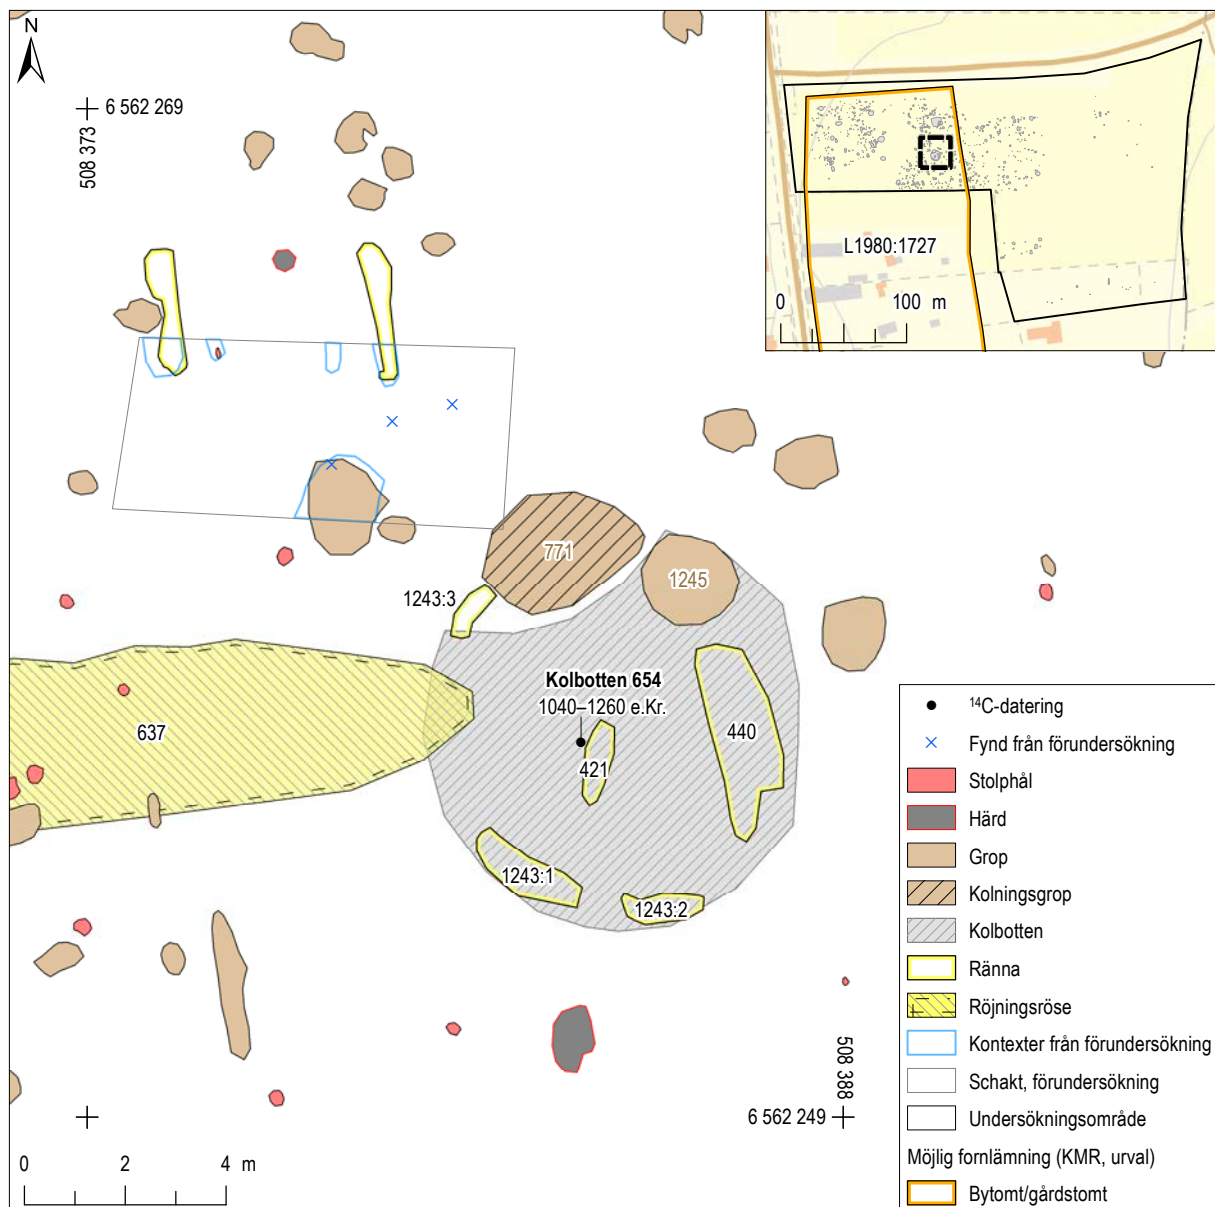 N
6 562 269
508 373
L1980:1727
0 100 m
771
1245
1243:3
Kolbotten 654
1040–1260 e.Kr.
637
440
421
1243:1
1243:2
508 388
6 562 249
0 2 4 m
¹⁴C-datering
Fynd från förundersökning
Stolphål
Härd
Grop
Kolningsgrop
Kolbotten
Ränna
Röjningsröse
Kontexter från förundersökning
Schakt, förundersökning
Undersökningsområde
Möjlig fornlämning (KMR, urval)
Bytomt/gårdstomt